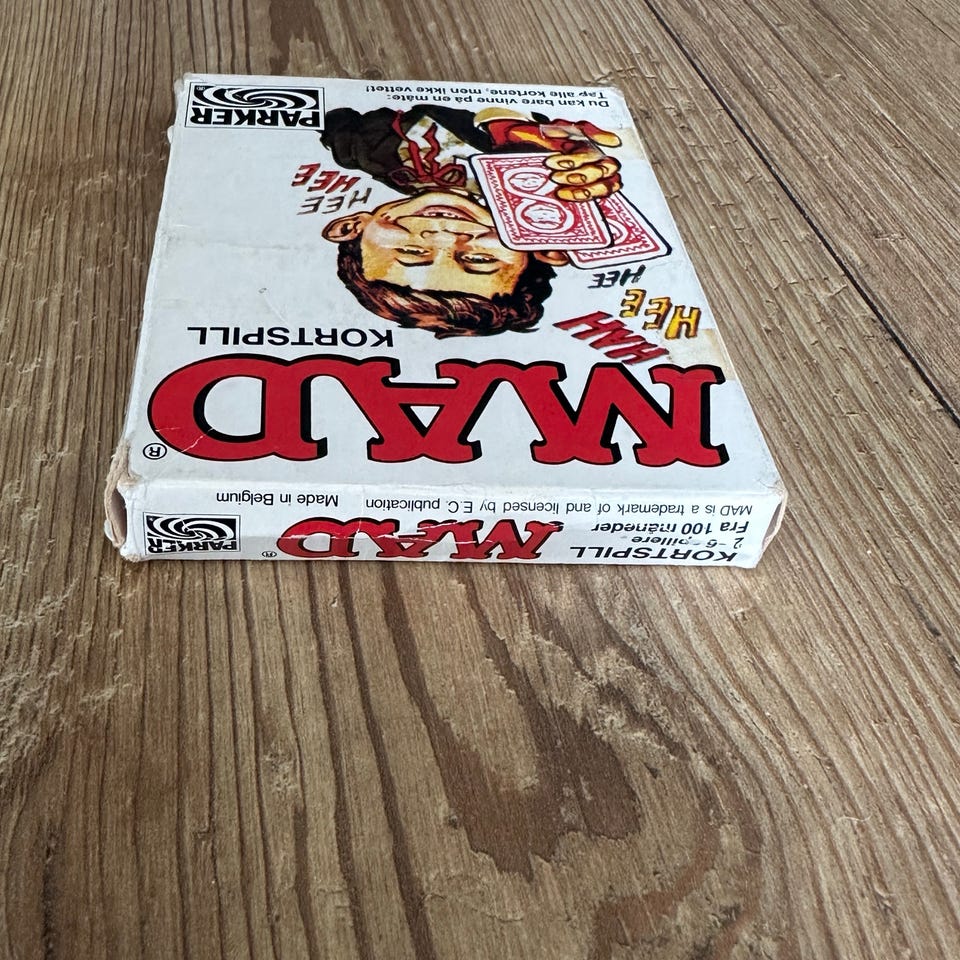 MAD®
KORTSPILL
HAH
HEE
HEE
HEE
HEE
HEE
Du kan bare vinne på en måte:
Tap alle kortene, men ikke vettet!
PARKER®
MAD is a trademark of and licensed by E.C. publication
Made in Belgium
KORTSPILL
2-5 spillere
Fra 100 måneder
MAD®
PARKER